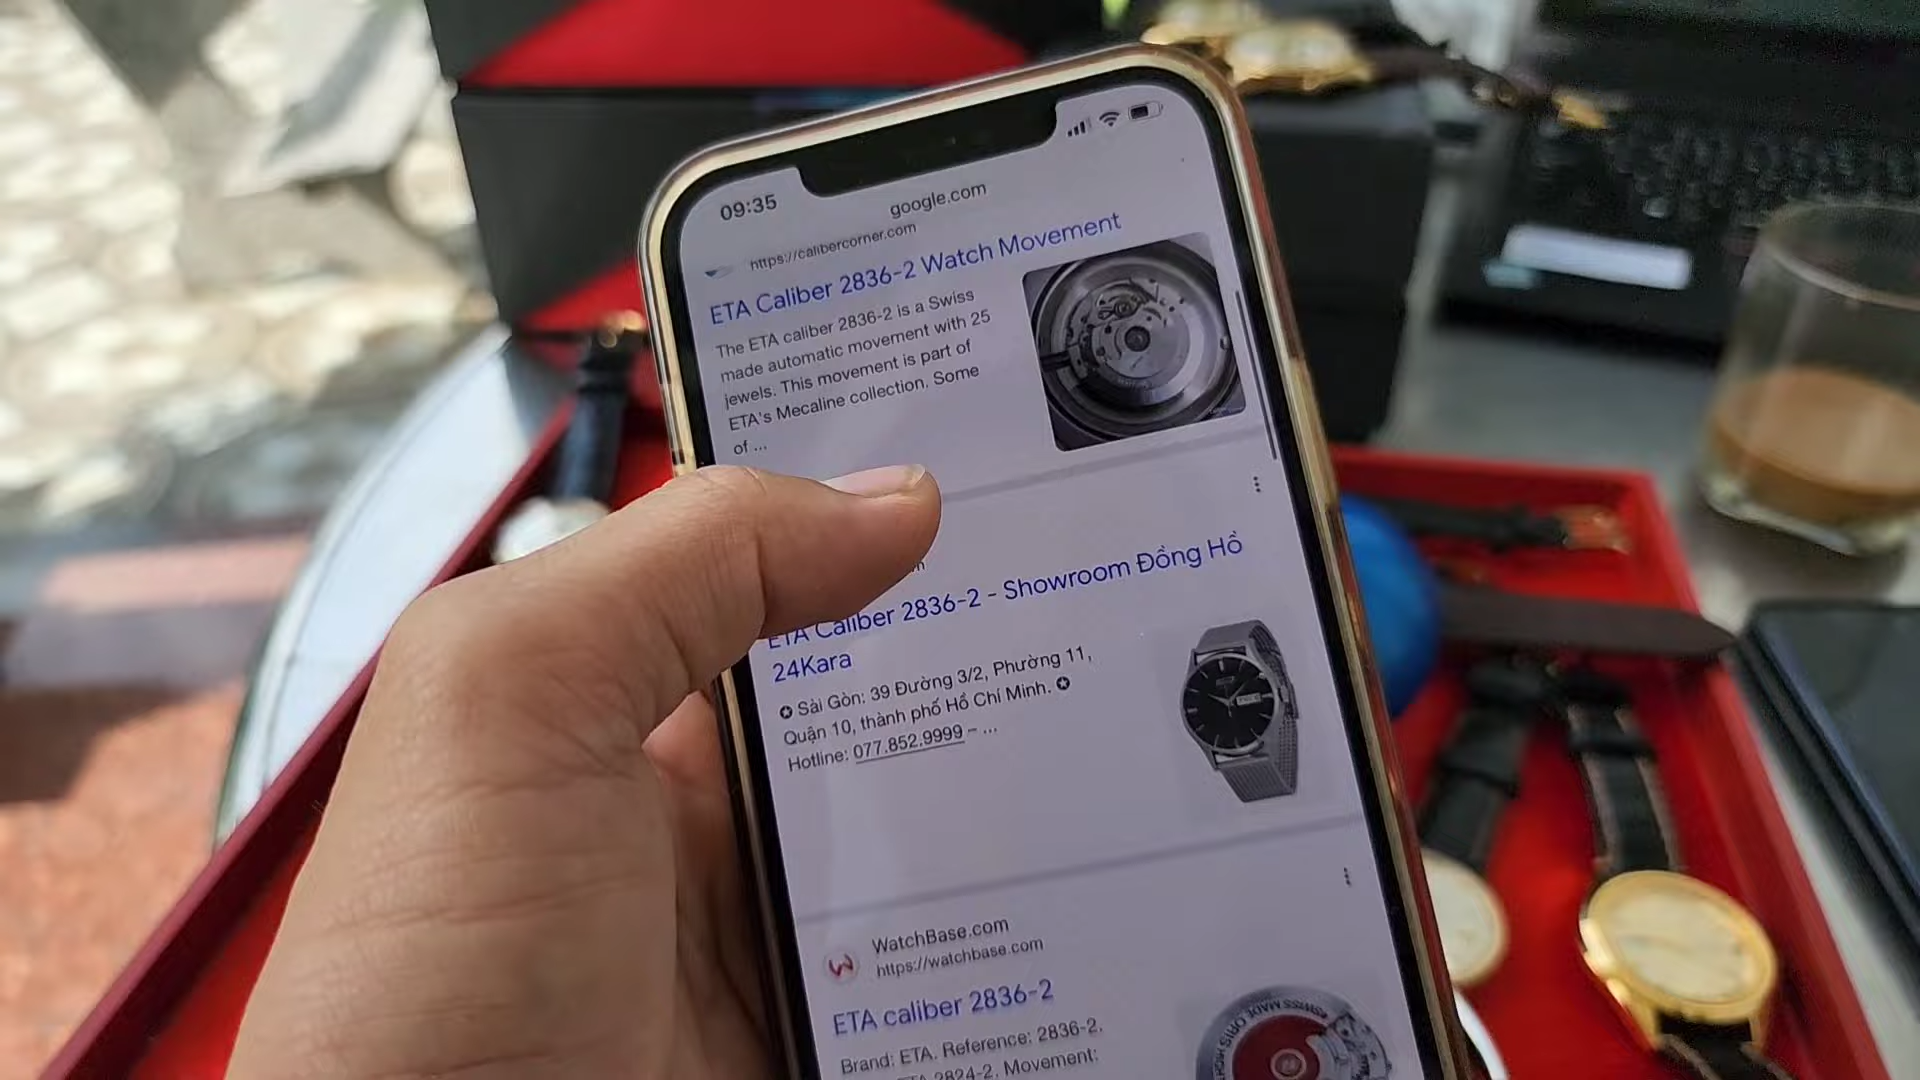 09:35
google.com
https://calibercorner.com
ETA Caliber 2836-2 Watch Movement
The ETA caliber 2836-2 is a Swiss
made automatic movement with 25
jewels. This movement is part of
ETA's Mecaline collection. Some
of ...
ETA Caliber 2836-2 - Showroom Đồng Hồ
24Kara
✪ Sài Gòn: 39 Đường 3/2, Phường 11,
Quận 10, thành phố Hồ Chí Minh. ✪
Hotline: 077.852.9999 – ...
WatchBase.com
https://watchbase.com
ETA caliber 2836-2
Brand: ETA. Reference: 2836-2.
ETA 2824-2. Movement: